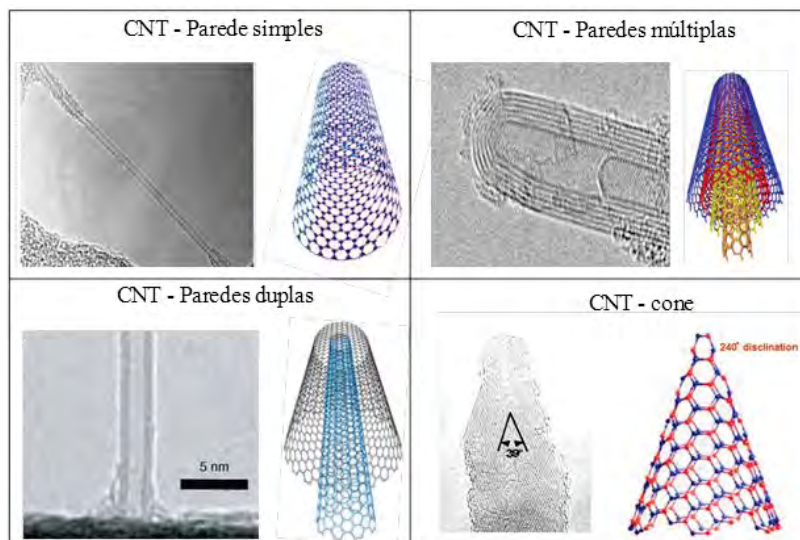 CNT - Parede simples
CNT - Paredes múltiplas
CNT - Paredes duplas
5 nm
CNT - cone
39°
240° disclination